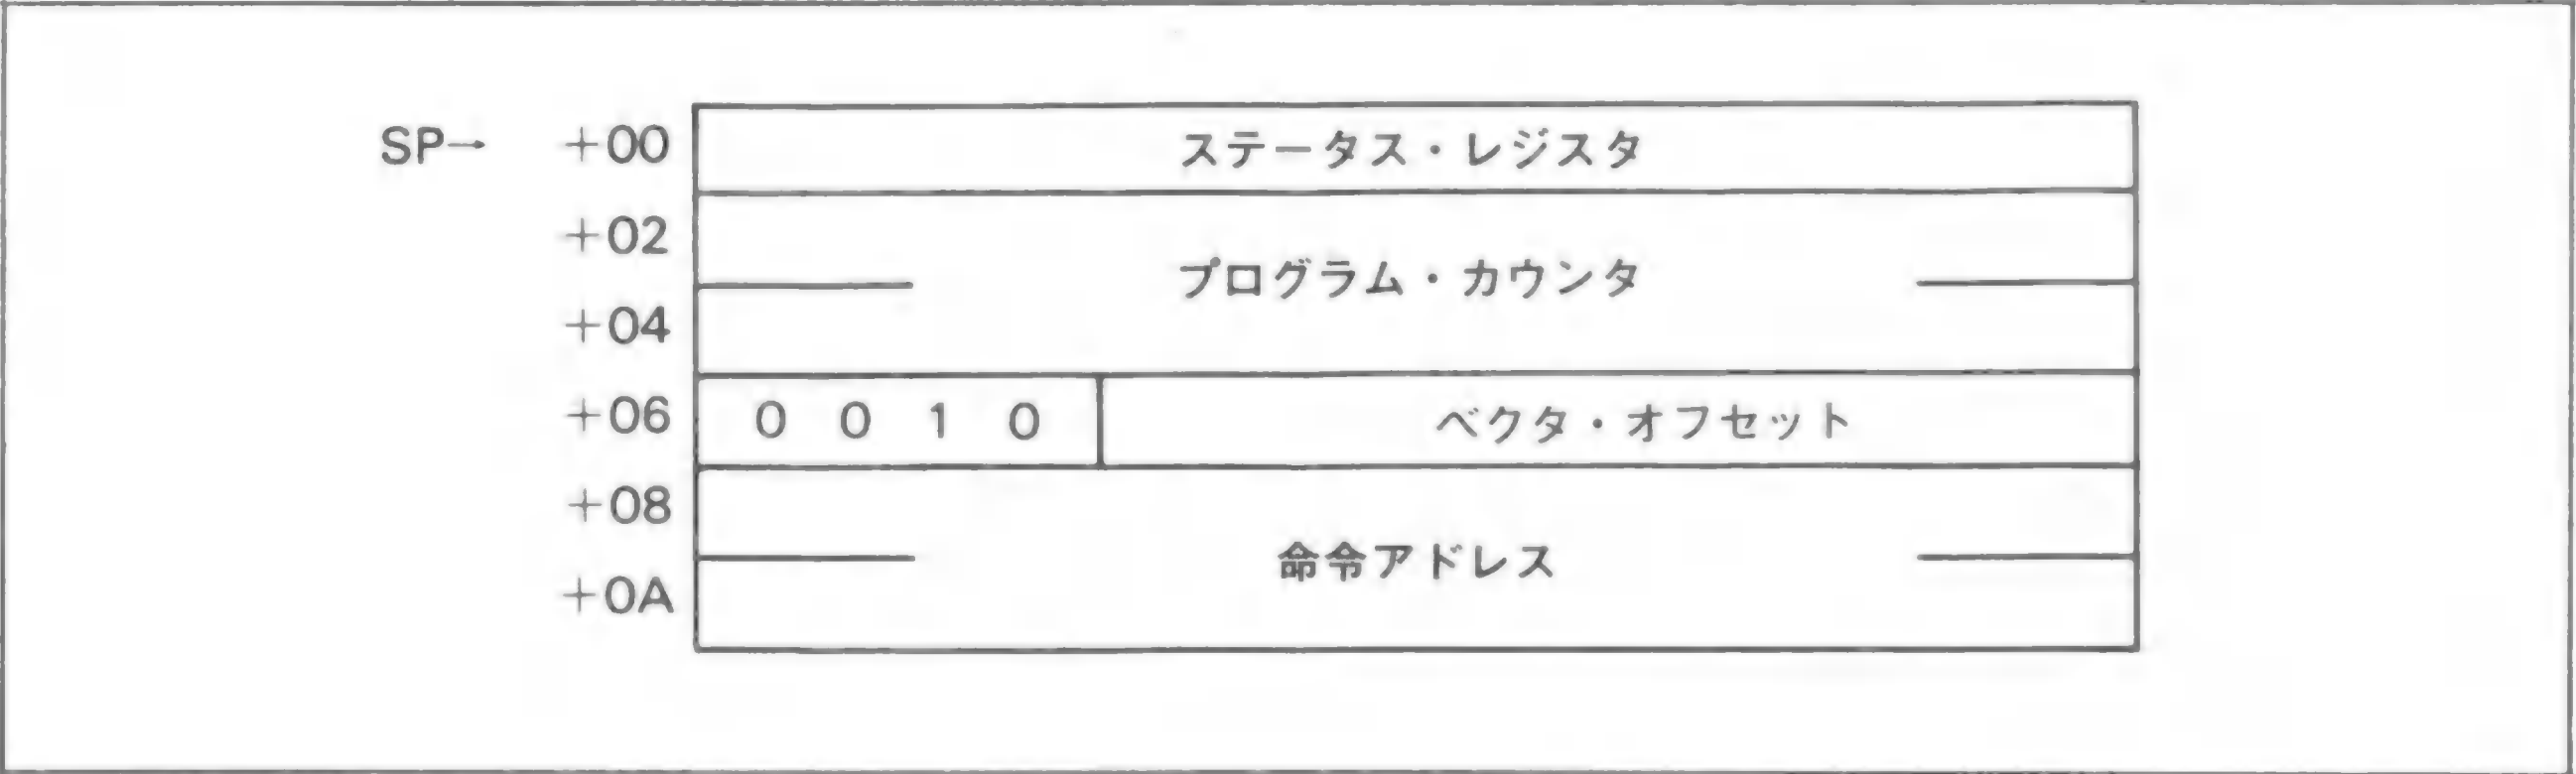 SP→ +00 ステータス・レジスタ
+02
プログラム・カウンタ
+04
+06 0 0 1 0 ベクタ・オフセット
+08
命令アドレス
+0A